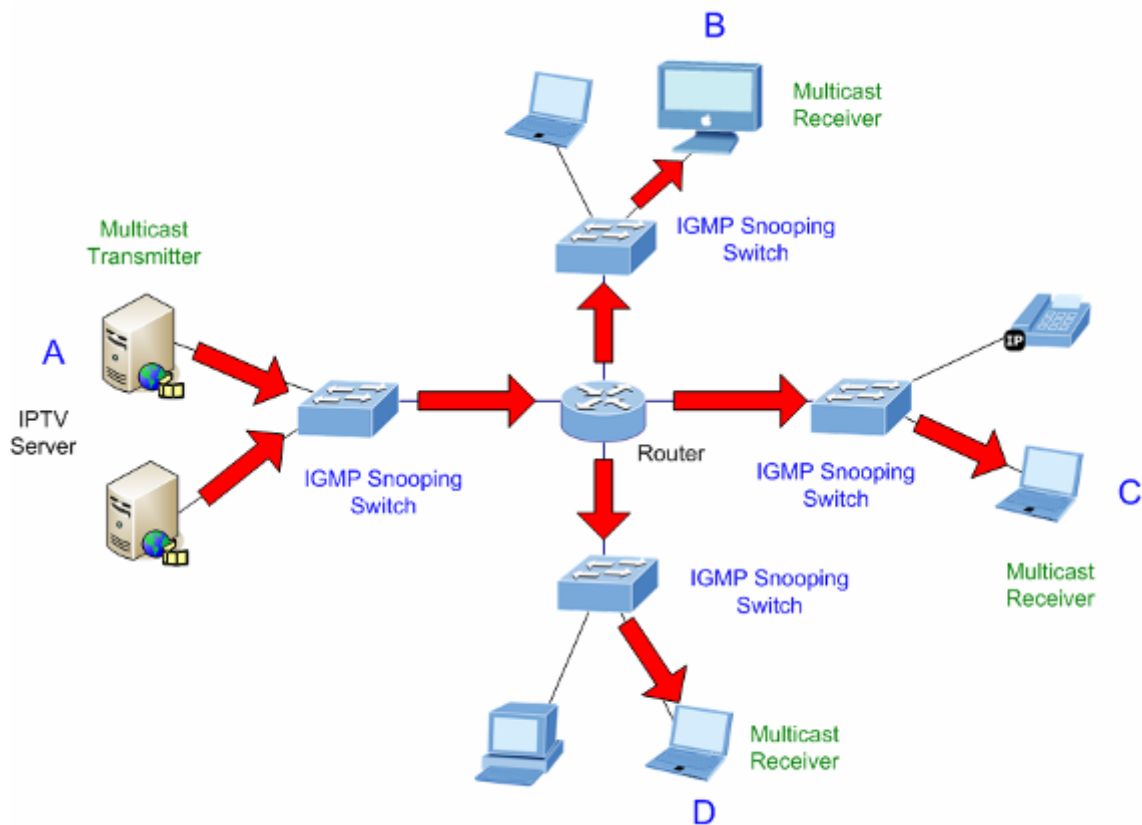 B
Multicast
Receiver
IGMP Snooping
Switch
Multicast
Transmitter
A
IPTV
Server
IGMP Snooping
Switch
Router
IP
IGMP Snooping
Switch
C
Multicast
Receiver
IGMP Snooping
Switch
Multicast
Receiver
D